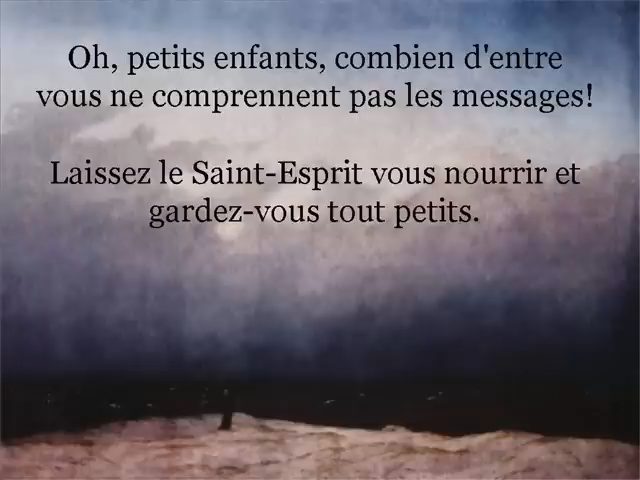 Oh, petits enfants, combien d'entre
vous ne comprennent pas les messages!
Laissez le Saint-Esprit vous nourrir et
gardez-vous tout petits.